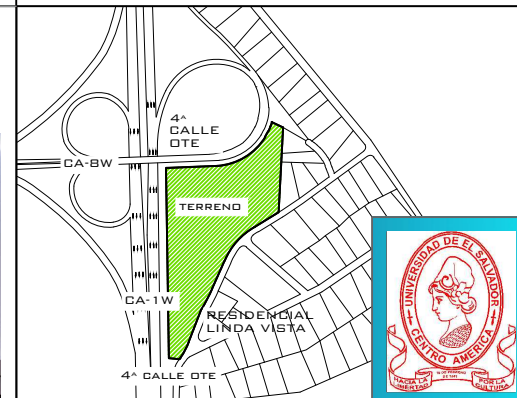 4^
CALLE
OTE
CA-8W
TERRENO
CA-1W
RESIDENCIAL
LINDA VISTA
4^ CALLE OTE
UNIVERSIDAD DE EL SALVADOR
CENTRO AMERICA
HACIA LA
LIBERTAD
POR LA
CULTURA